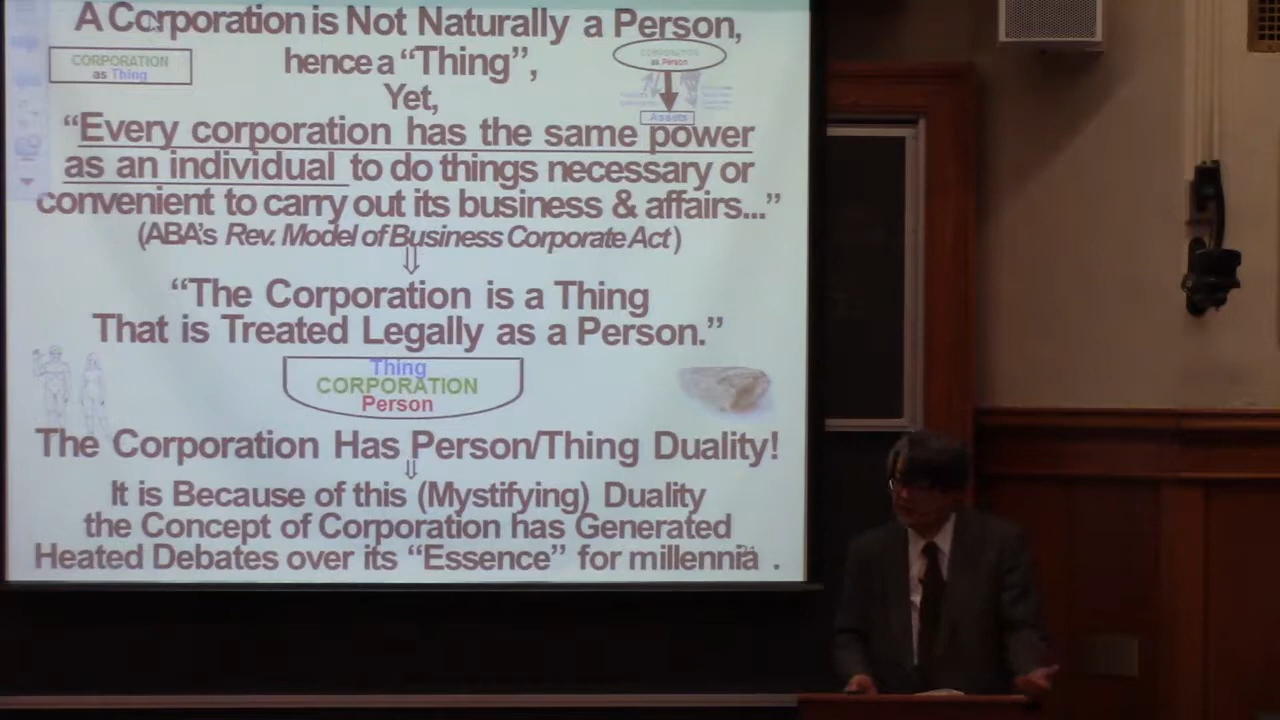 A Corporation is Not Naturally a Person,
hence a “Thing”,
CORPORATION
as Thing
CORPORATION
as Person
Assets
Yet,
“Every corporation has the same power
as an individual to do things necessary or
convenient to carry out its business & affairs...”
(ABA's Rev. Model of Business Corporate Act)
⇓
“The Corporation is a Thing
That is Treated Legally as a Person.”
Thing
CORPORATION
Person
The Corporation Has Person/Thing Duality!
⇓
It is Because of this (Mystifying) Duality
the Concept of Corporation has Generated
Heated Debates over its “Essence” for millennia .